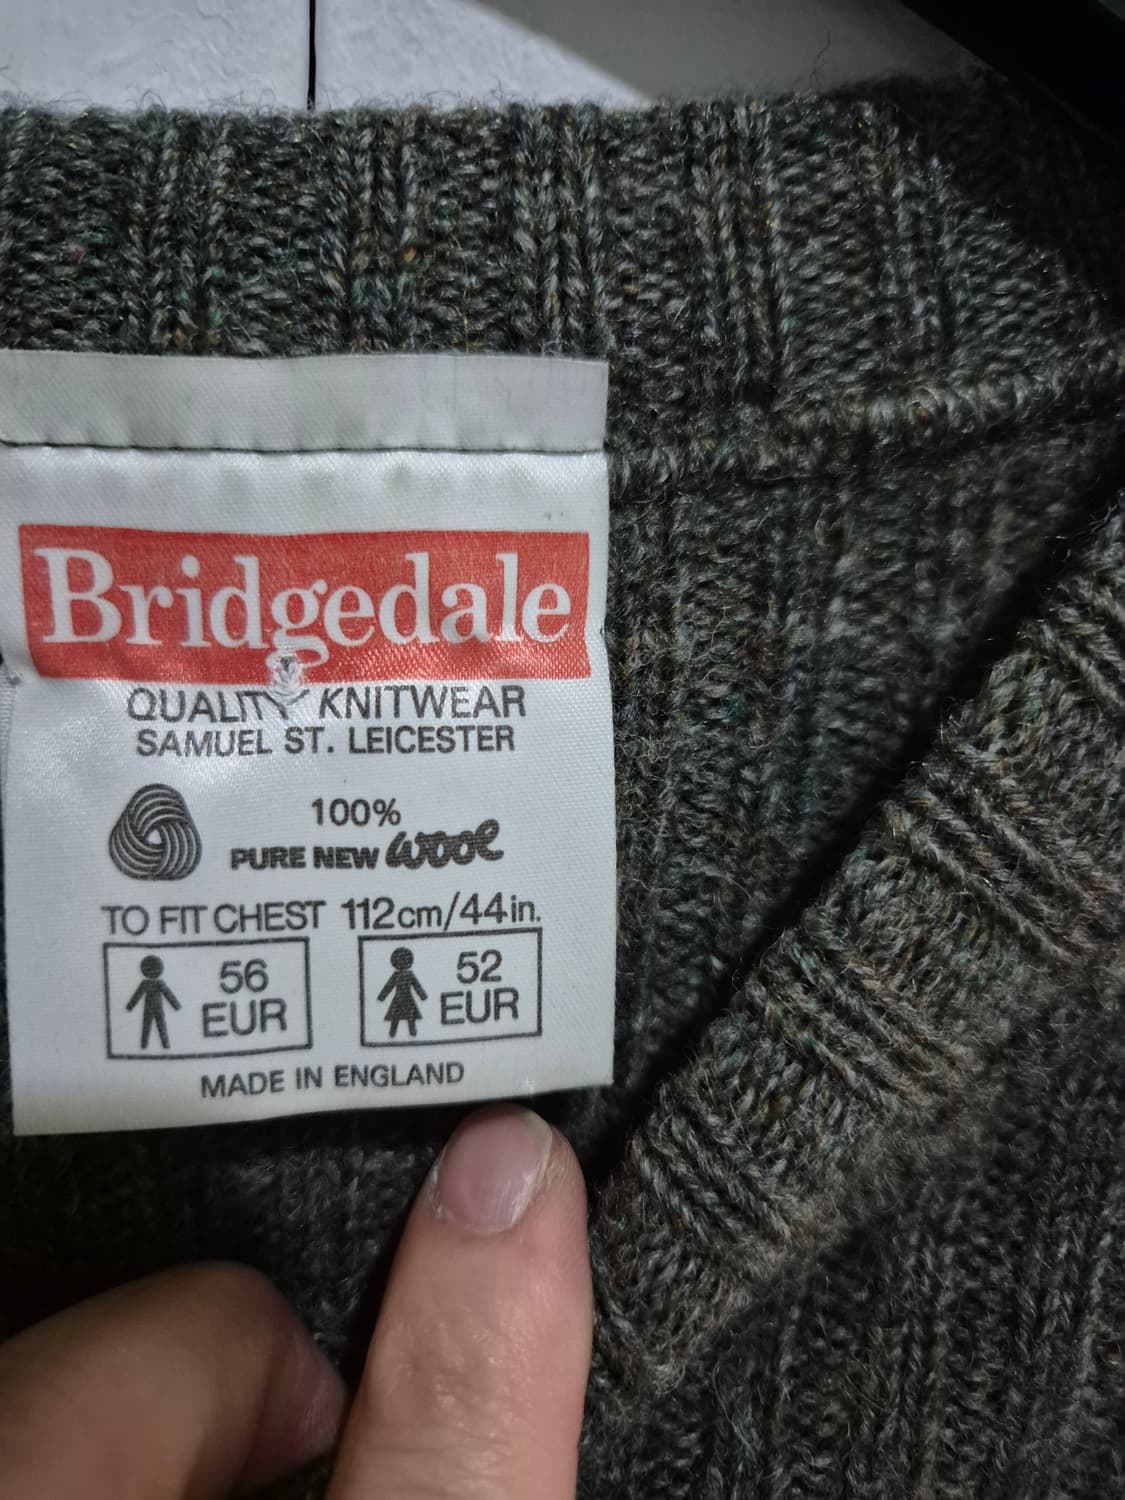 Bridgedale
QUALITY KNITWEAR
SAMUEL ST. LEICESTER
100%
PURE NEW wool
TO FIT CHEST 112cm/44in.
56
EUR
52
EUR
MADE IN ENGLAND